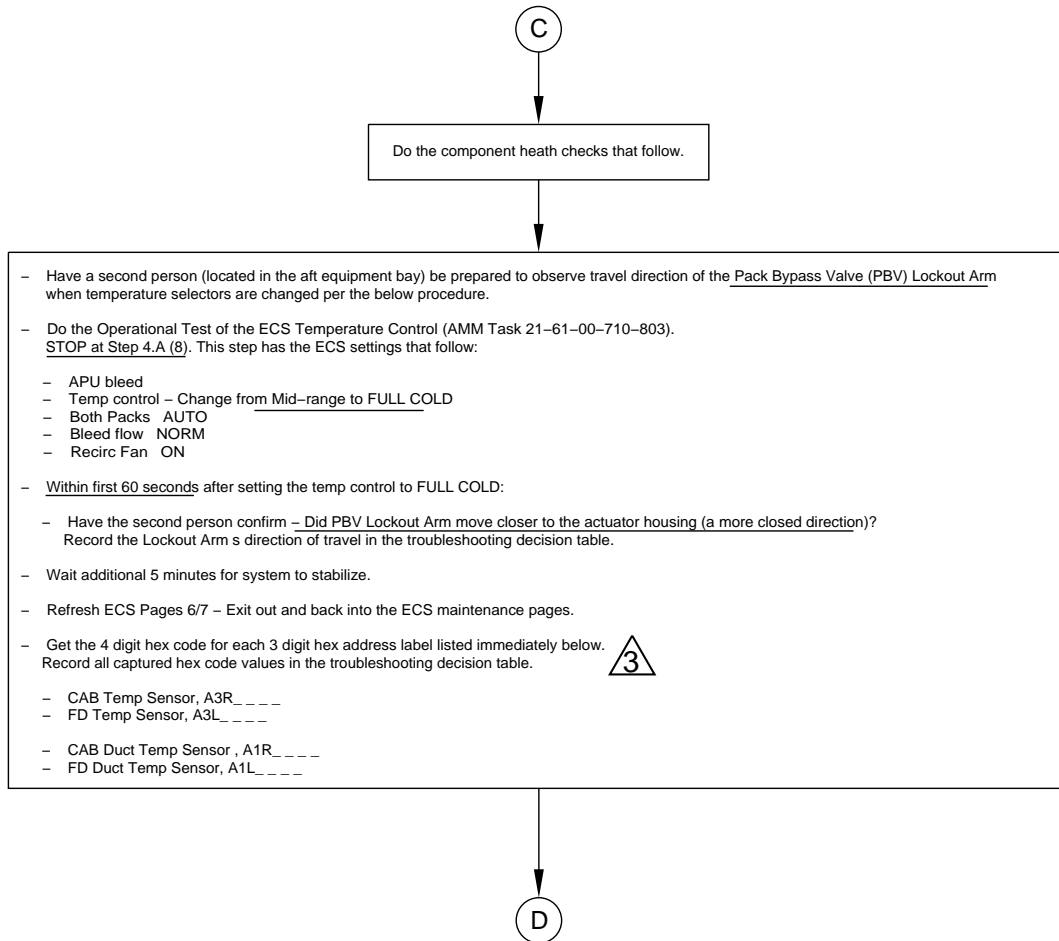 C
Do the component heath checks that follow.
– Have a second person (located in the aft equipment bay) be prepared to observe travel direction of the Pack Bypass Valve (PBV) Lockout Arm
when temperature selectors are changed per the below procedure.
– Do the Operational Test of the ECS Temperature Control (AMM Task 21–61–00–710–803).
STOP at Step 4.A (8). This step has the ECS settings that follow:
– APU bleed
– Temp control – Change from Mid–range to FULL COLD
– Both Packs AUTO
– Bleed flow NORM
– Recirc Fan ON
– Within first 60 seconds after setting the temp control to FULL COLD:
– Have the second person confirm – Did PBV Lockout Arm move closer to the actuator housing (a more closed direction)?
Record the Lockout Arm s direction of travel in the troubleshooting decision table.
– Wait additional 5 minutes for system to stabilize.
– Refresh ECS Pages 6/7 – Exit out and back into the ECS maintenance pages.
– Get the 4 digit hex code for each 3 digit hex address label listed immediately below.
Record all captured hex code values in the troubleshooting decision table.
3
– CAB Temp Sensor, A3R_ _ _ _
– FD Temp Sensor, A3L_ _ _ _
– CAB Duct Temp Sensor , A1R_ _ _ _
– FD Duct Temp Sensor, A1L_ _ _ _
D